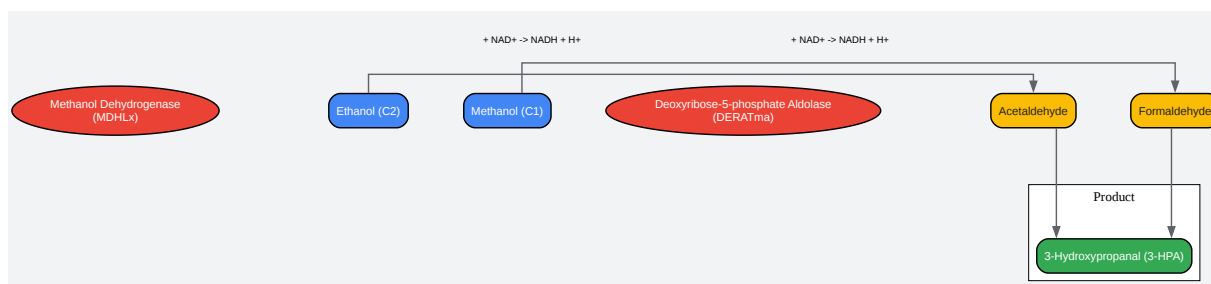 + NAD+ -> NADH + H+
+ NAD+ -> NADH + H+
Methanol Dehydrogenase
(MDHLx)
Ethanol (C2)
Methanol (C1)
Deoxyribose-5-phosphate Aldolase
(DERATma)
Acetaldehyde
Formaldehyde
Product
3-Hydroxypropanal (3-HPA)